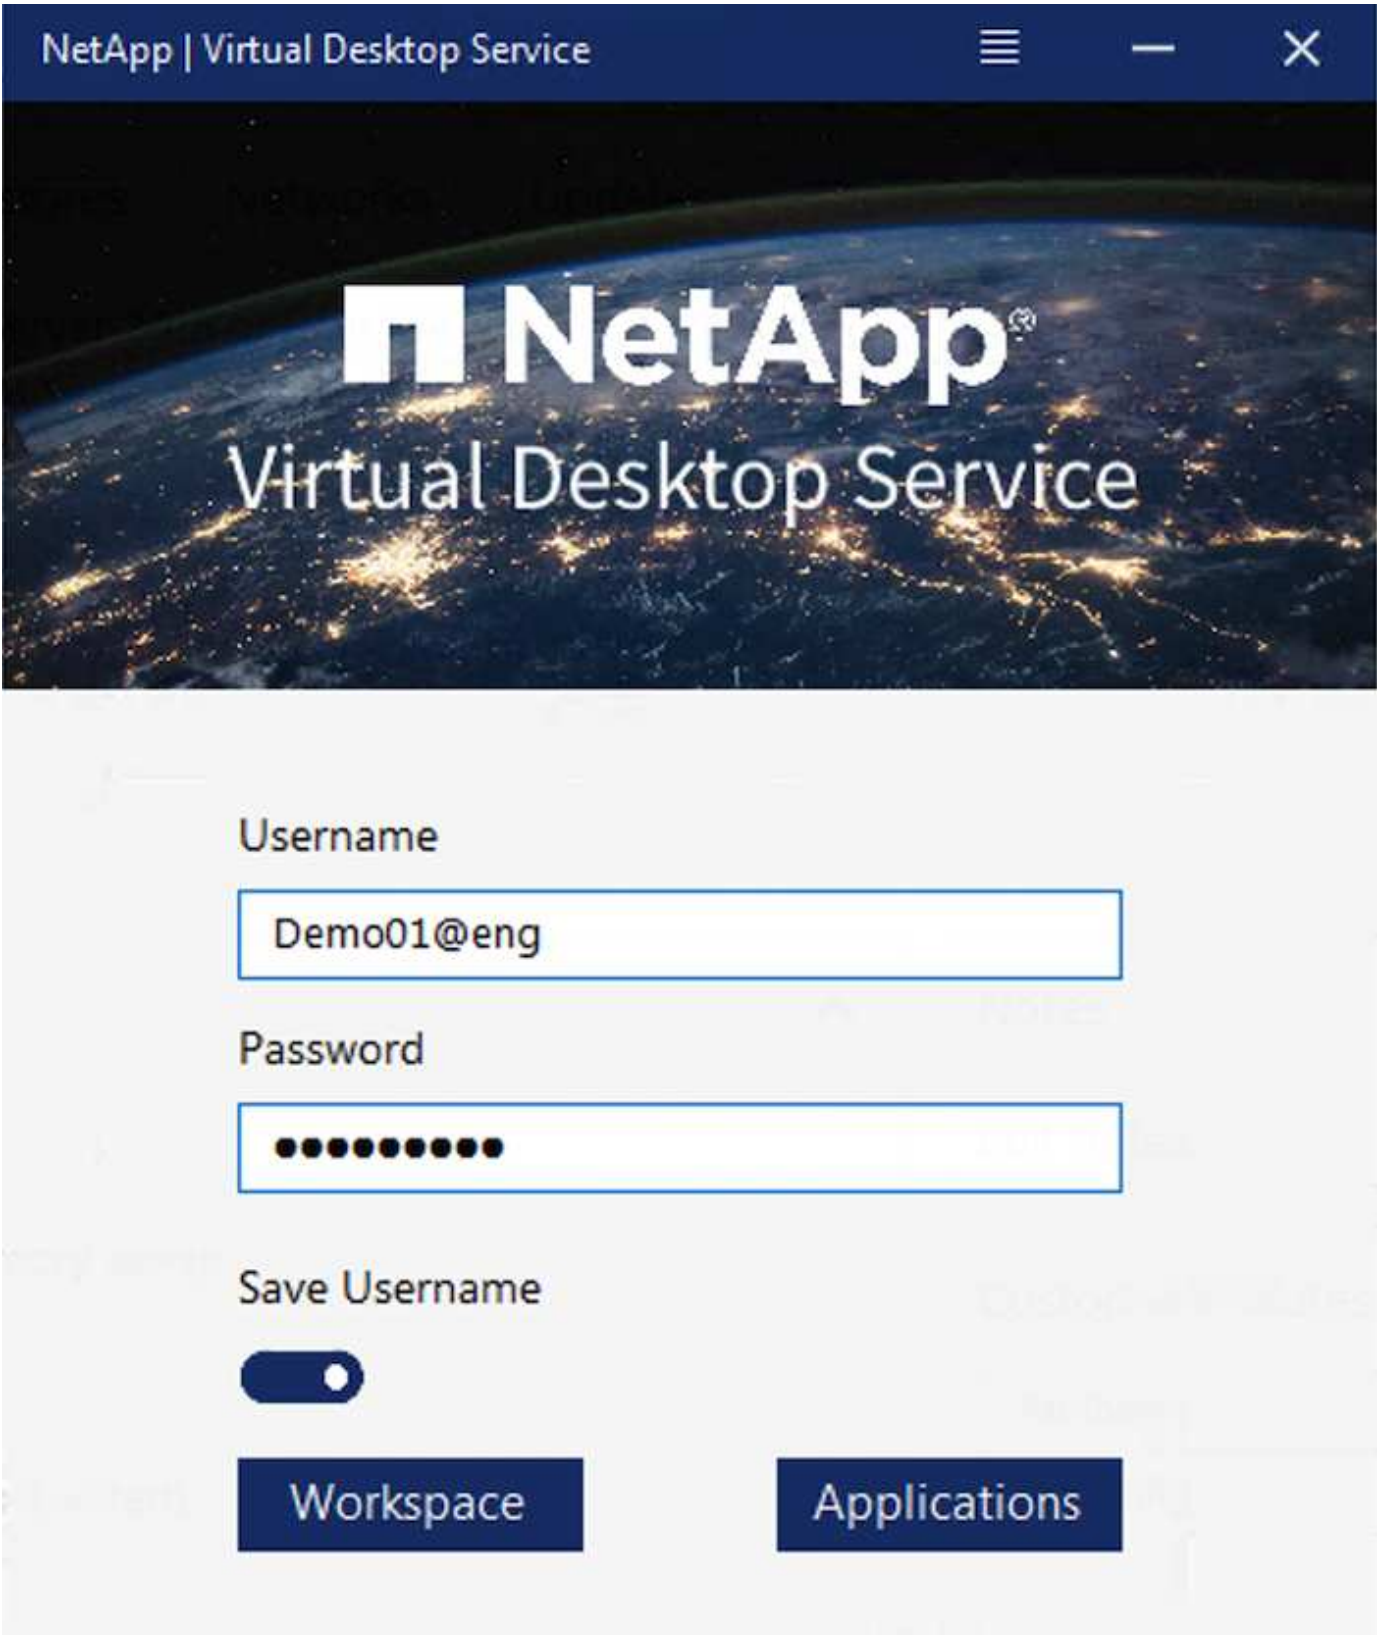 NetApp | Virtual Desktop Service
NetApp®
Virtual Desktop Service
Username
Demo01@eng
Password
●●●●●●●●●
Save Username
Workspace
Applications